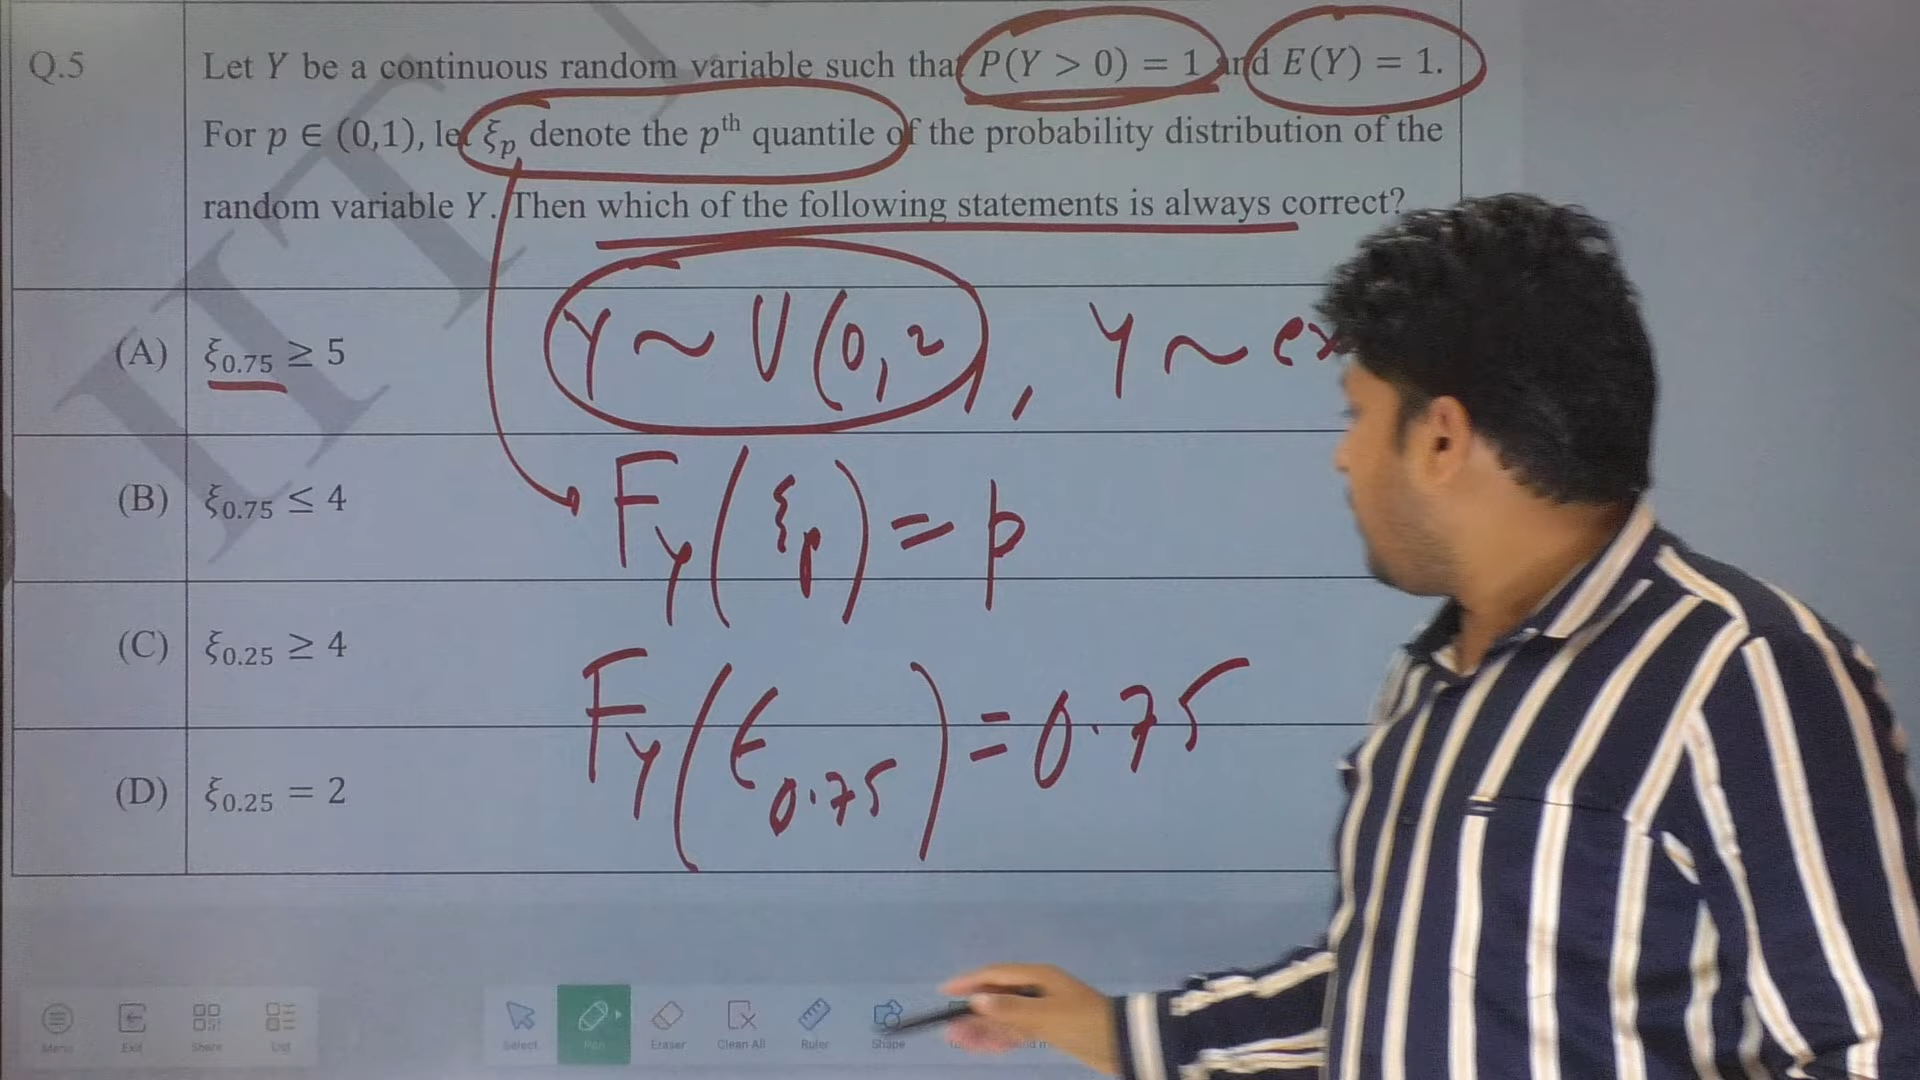 Q.5
Let Y be a continuous random variable such that P(Y > 0) = 1 and E(Y) = 1.
For p ∈ (0,1), let ξₚ denote the pᵗʰ quantile of the probability distribution of the
random variable Y. Then which of the following statements is always correct?
Y ~ U(0, 2), Y ~ ex
(A) ξ₀.₇₅ ≥ 5
F_Y(ξₚ) = p
(B) ξ₀.₇₅ ≤ 4
(C) ξ₀.₂₅ ≥ 4
F_Y(ξ₀.₇₅) = 0.75
(D) ξ₀.₂₅ = 2
IIT
Menu Exit Share List Select Pen Eraser Clean All Ruler Shape